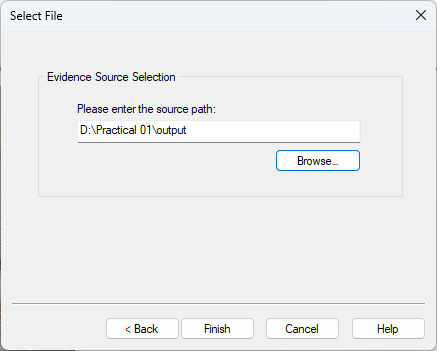 Select File
Evidence Source Selection
Please enter the source path:
D:\Practical 01\output
Browse...
< Back
Finish
Cancel
Help